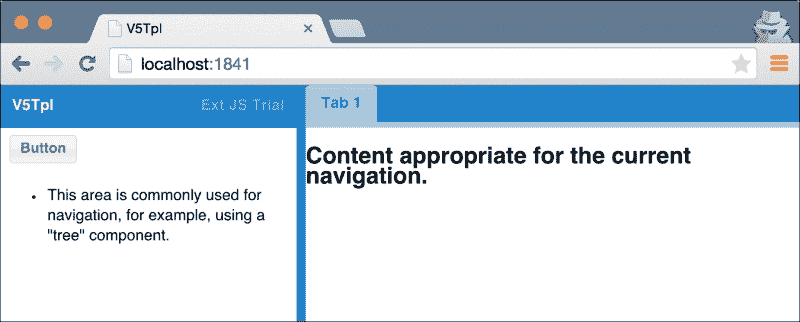 V5Tpl
localhost:1841
V5Tpl
Ext JS Trial
Tab 1
Button
Content appropriate for the current
navigation.
• This area is commonly used for
navigation, for example, using a
"tree" component.